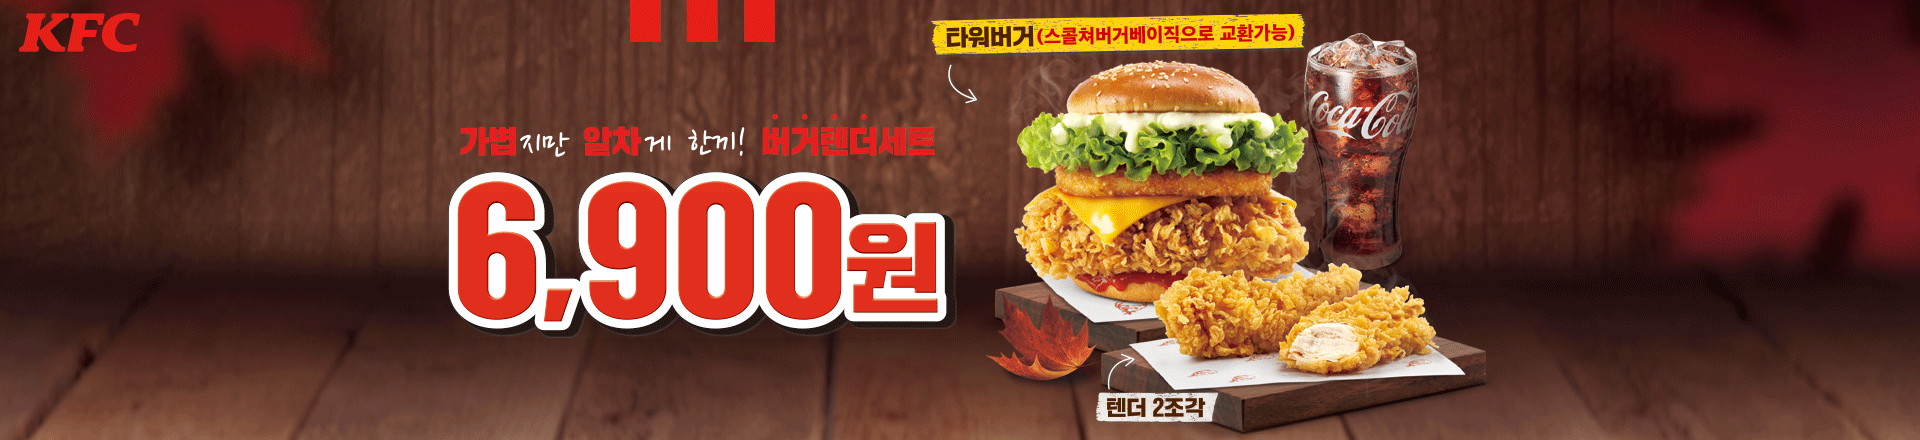 KFC
타워버거(스콜쳐버거베이직으로 교환가능)
가볍지만 알차게 한끼! 버거텐더세트
6,900원
Coca-Cola
텐더 2조각